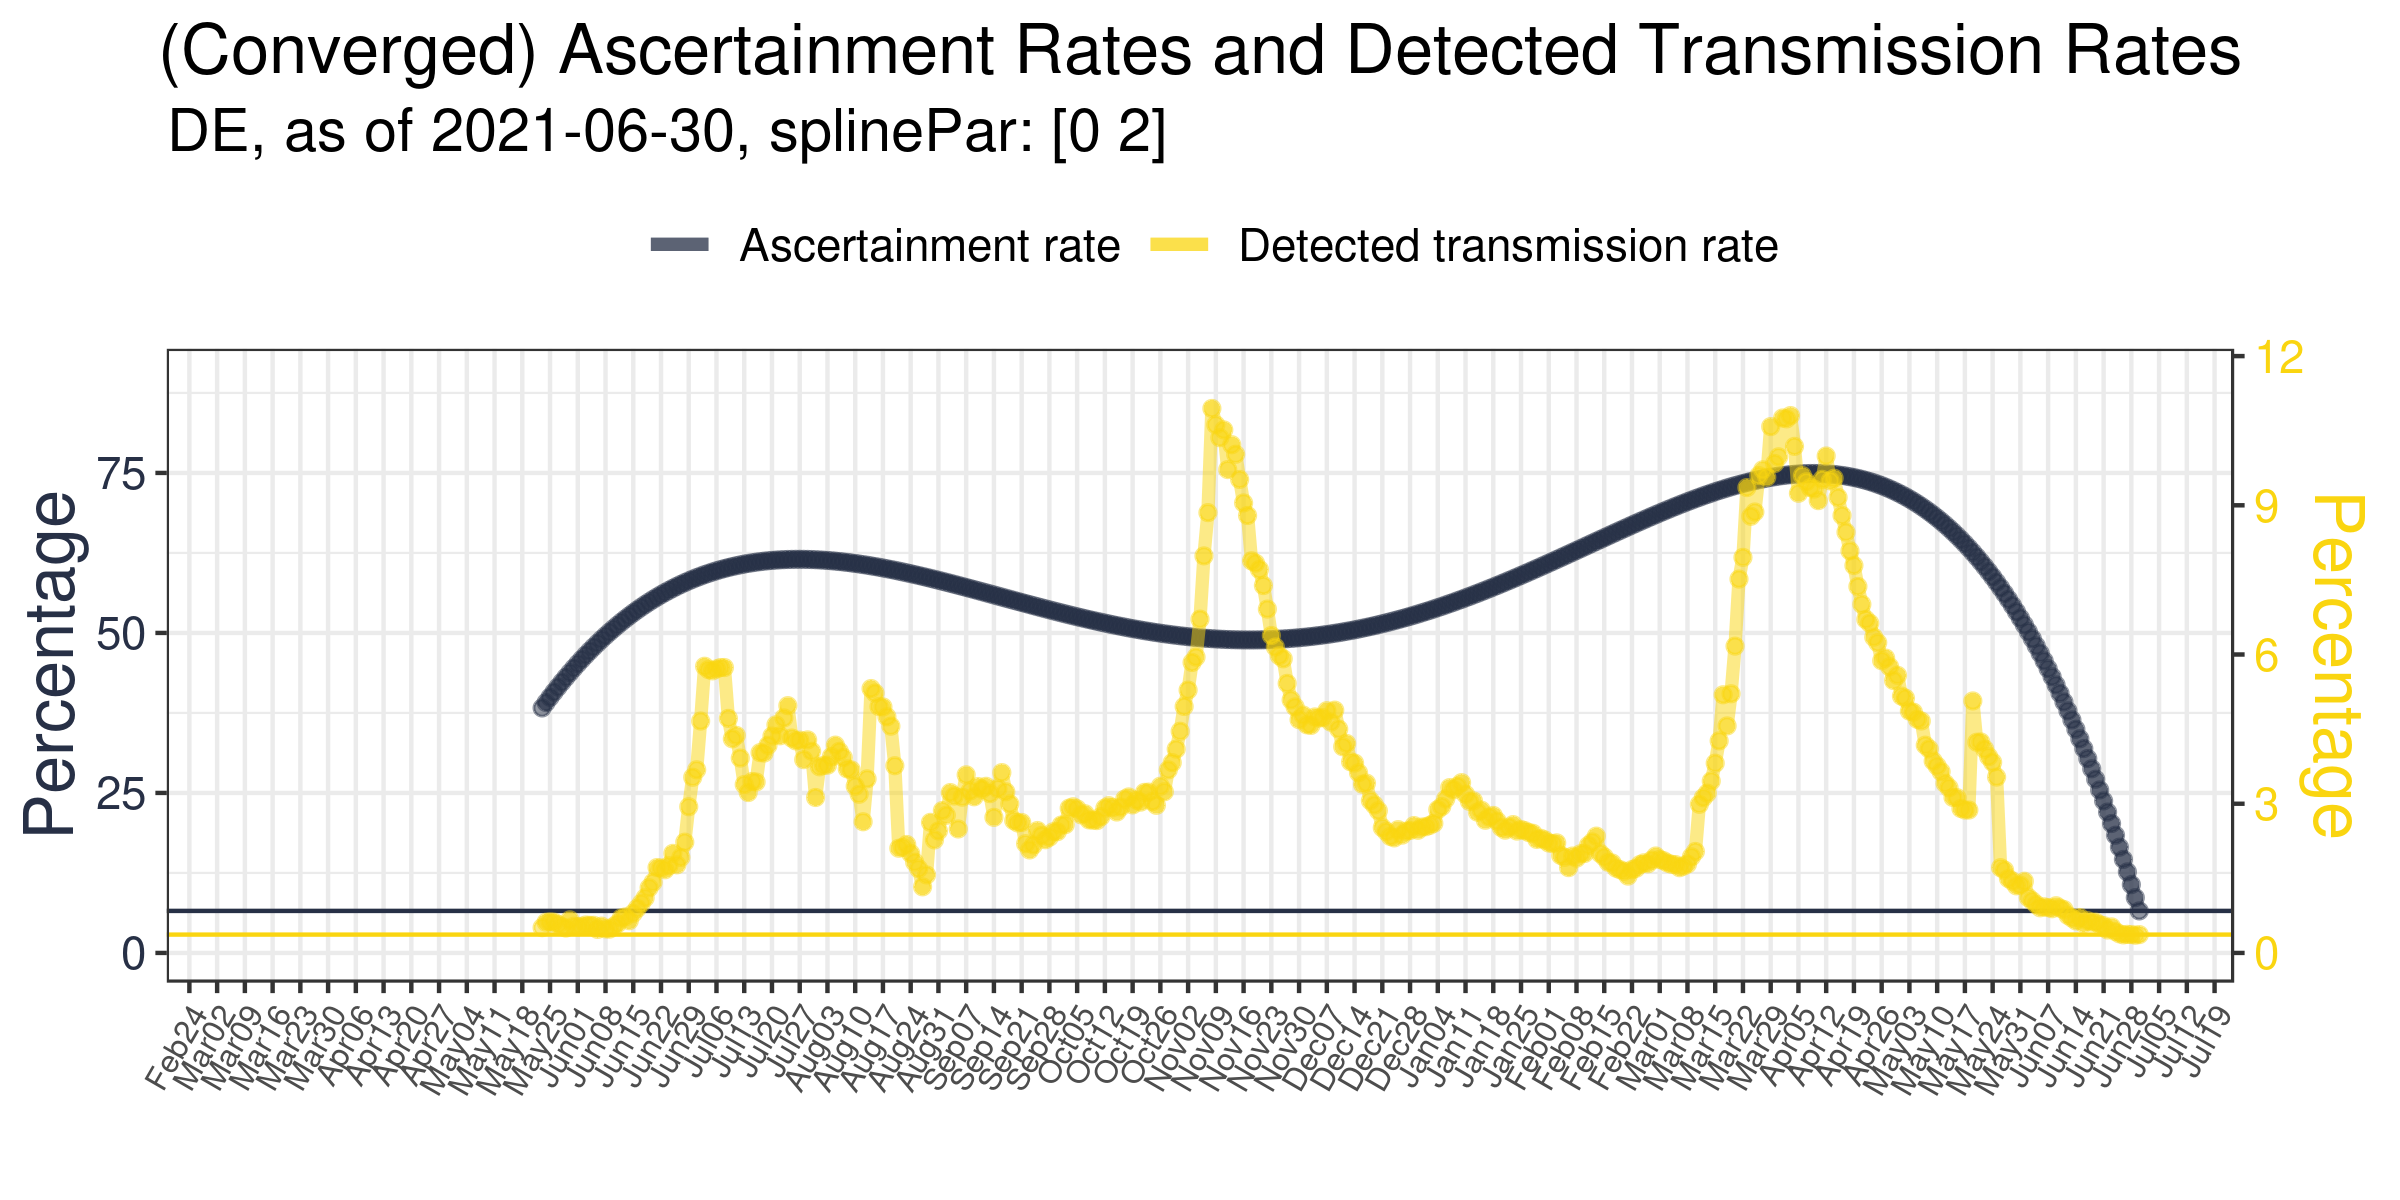 (Converged) Ascertainment Rates and Detected Transmission Rates
DE, as of 2021-06-30, splinePar: [0 2]
Ascertainment rate
Detected transmission rate
Percentage
75
50
25
0
12
9
6
3
0
Percentage
Feb24
Mar02
Mar09
Mar16
Mar23
Mar30
Apr06
Apr13
Apr20
Apr27
May04
May11
May18
May25
Jun01
Jun08
Jun15
Jun22
Jun29
Jul06
Jul13
Jul20
Jul27
Aug03
Aug10
Aug17
Aug24
Aug31
Sep07
Sep14
Sep21
Sep28
Oct05
Oct12
Oct19
Oct26
Nov02
Nov09
Nov16
Nov23
Nov30
Dec07
Dec14
Dec21
Dec28
Jan04
Jan11
Jan18
Jan25
Feb01
Feb08
Feb15
Feb22
Mar01
Mar08
Mar15
Mar22
Mar29
Apr05
Apr12
Apr19
Apr26
May03
May10
May17
May24
May31
Jun07
Jun14
Jun21
Jun28
Jul05
Jul12
Jul19